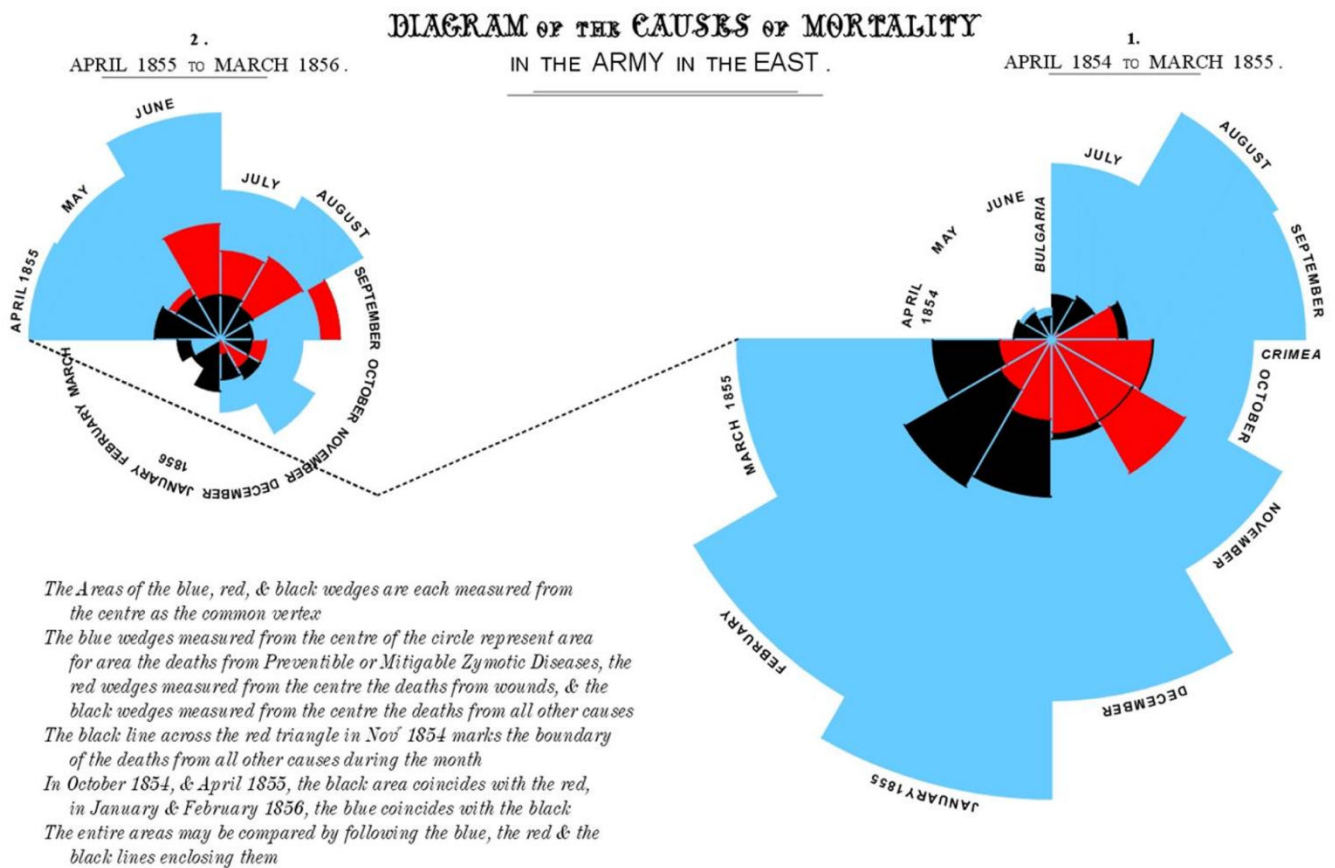 DIAGRAM OF THE CAUSES OF MORTALITY
IN THE ARMY IN THE EAST.
2.
APRIL 1855 TO MARCH 1856.
1.
APRIL 1854 TO MARCH 1855.
APRIL 1855
MAY
JUNE
JULY
AUGUST
SEPTEMBER
OCTOBER
NOVEMBER
DECEMBER
JANUARY
1856
FEBRUARY
MARCH
APRIL
1854
MAY
JUNE
BULGARIA
JULY
AUGUST
SEPTEMBER
CRIMEA
OCTOBER
NOVEMBER
DECEMBER
JANUARY 1855
FEBRUARY
MARCH 1855
The Areas of the blue, red, & black wedges are each measured from
the centre as the common vertex
The blue wedges measured from the centre of the circle represent area
for area the deaths from Preventible or Mitigable Zymotic Diseases, the
red wedges measured from the centre the deaths from wounds, & the
black wedges measured from the centre the deaths from all other causes
The black line across the red triangle in Novr 1854 marks the boundary
of the deaths from all other causes during the month
In October 1854, & April 1855, the black area coincides with the red,
in January & February 1856, the blue coincides with the black
The entire areas may be compared by following the blue, the red & the
black lines enclosing them